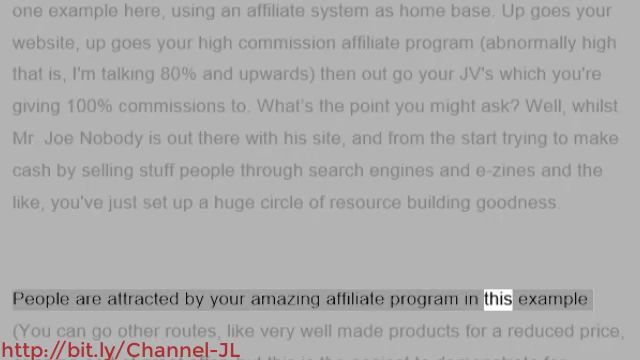 one example here, using an affiliate system as home base. Up goes your
website, up goes your high commission affiliate program (abnormally high
that is, I'm talking 80% and upwards) then out go your JV's which you're
giving 100% commissions to. What's the point you might ask? Well, whilst
Mr. Joe Nobody is out there with his site, and from the start trying to make
cash by selling stuff people through search engines and e-zines and the
like, you've just set up a huge circle of resource building goodness.
People are attracted by your amazing affiliate program in this example
(You can go other routes, like very well made products for a reduced price,
http://bit.ly/Channel-JL